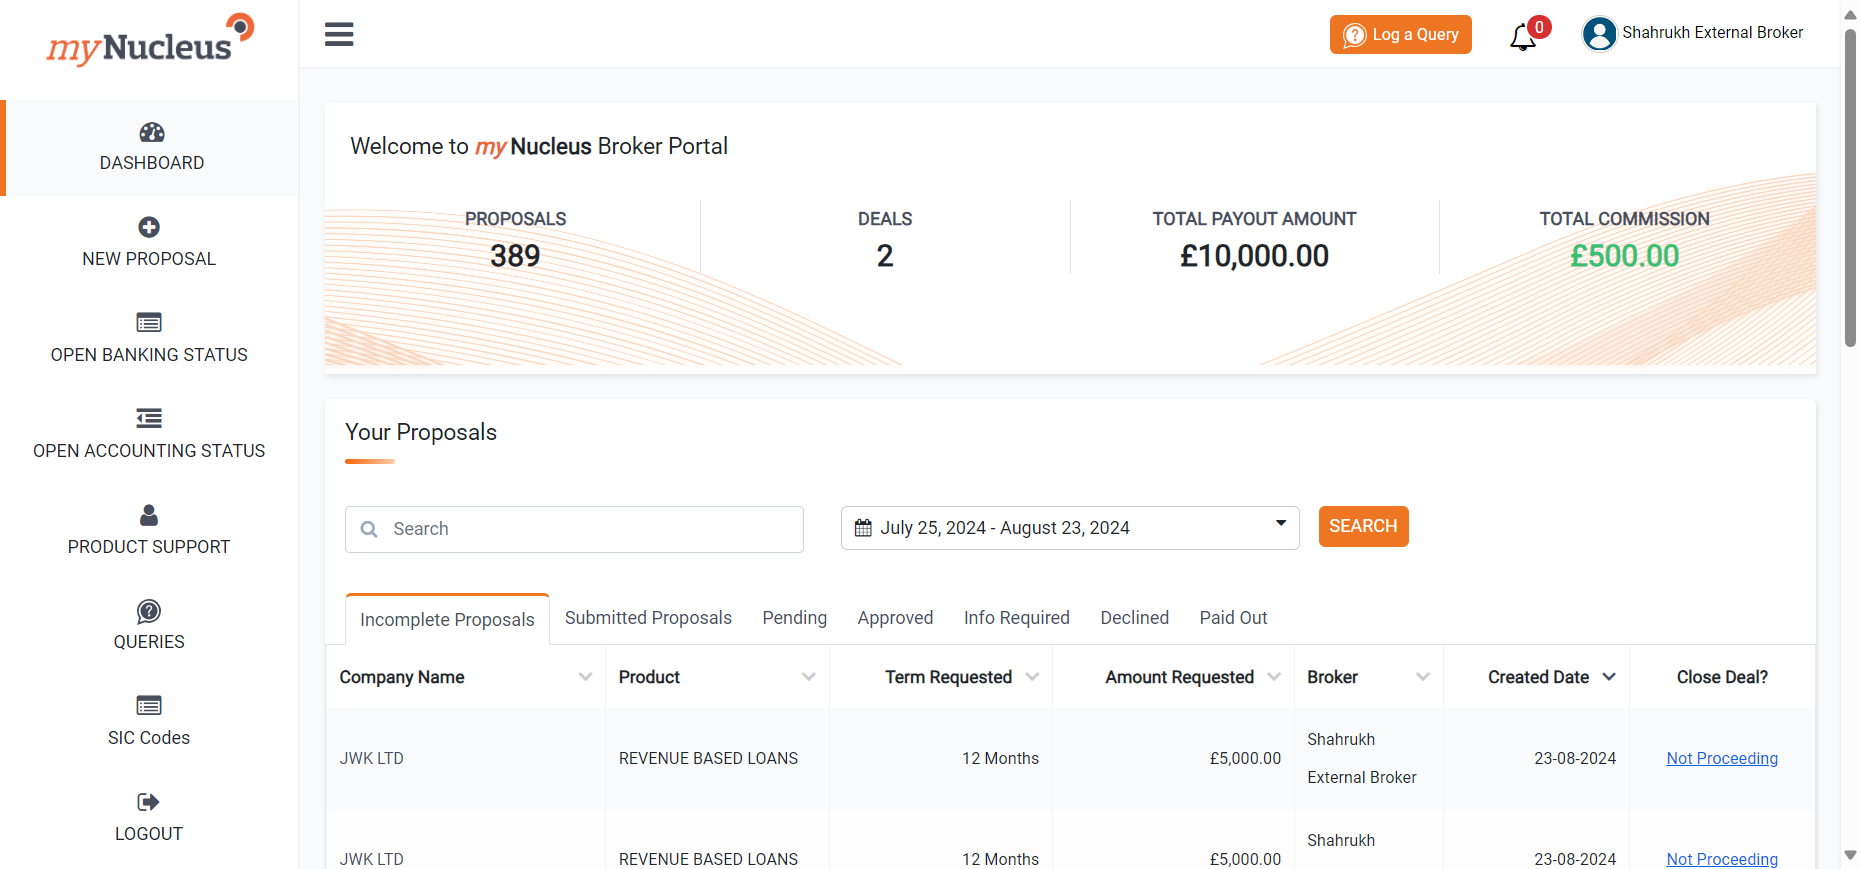 myNucleus
Log a Query
0
Shahrukh External Broker
DASHBOARD
NEW PROPOSAL
OPEN BANKING STATUS
OPEN ACCOUNTING STATUS
PRODUCT SUPPORT
QUERIES
SIC Codes
LOGOUT
Welcome to my Nucleus Broker Portal
PROPOSALS DEALS TOTAL PAYOUT AMOUNT TOTAL COMMISSION
389 2 £10,000.00 £500.00
Your Proposals
Search July 25, 2024 - August 23, 2024 SEARCH
Incomplete Proposals Submitted Proposals Pending Approved Info Required Declined Paid Out
Company Name Product Term Requested Amount Requested Broker Created Date Close Deal?
JWK LTD REVENUE BASED LOANS 12 Months £5,000.00 Shahrukh External Broker 23-08-2024 Not Proceeding
JWK LTD REVENUE BASED LOANS 12 Months £5,000.00 Shahrukh 23-08-2024 Not Proceeding